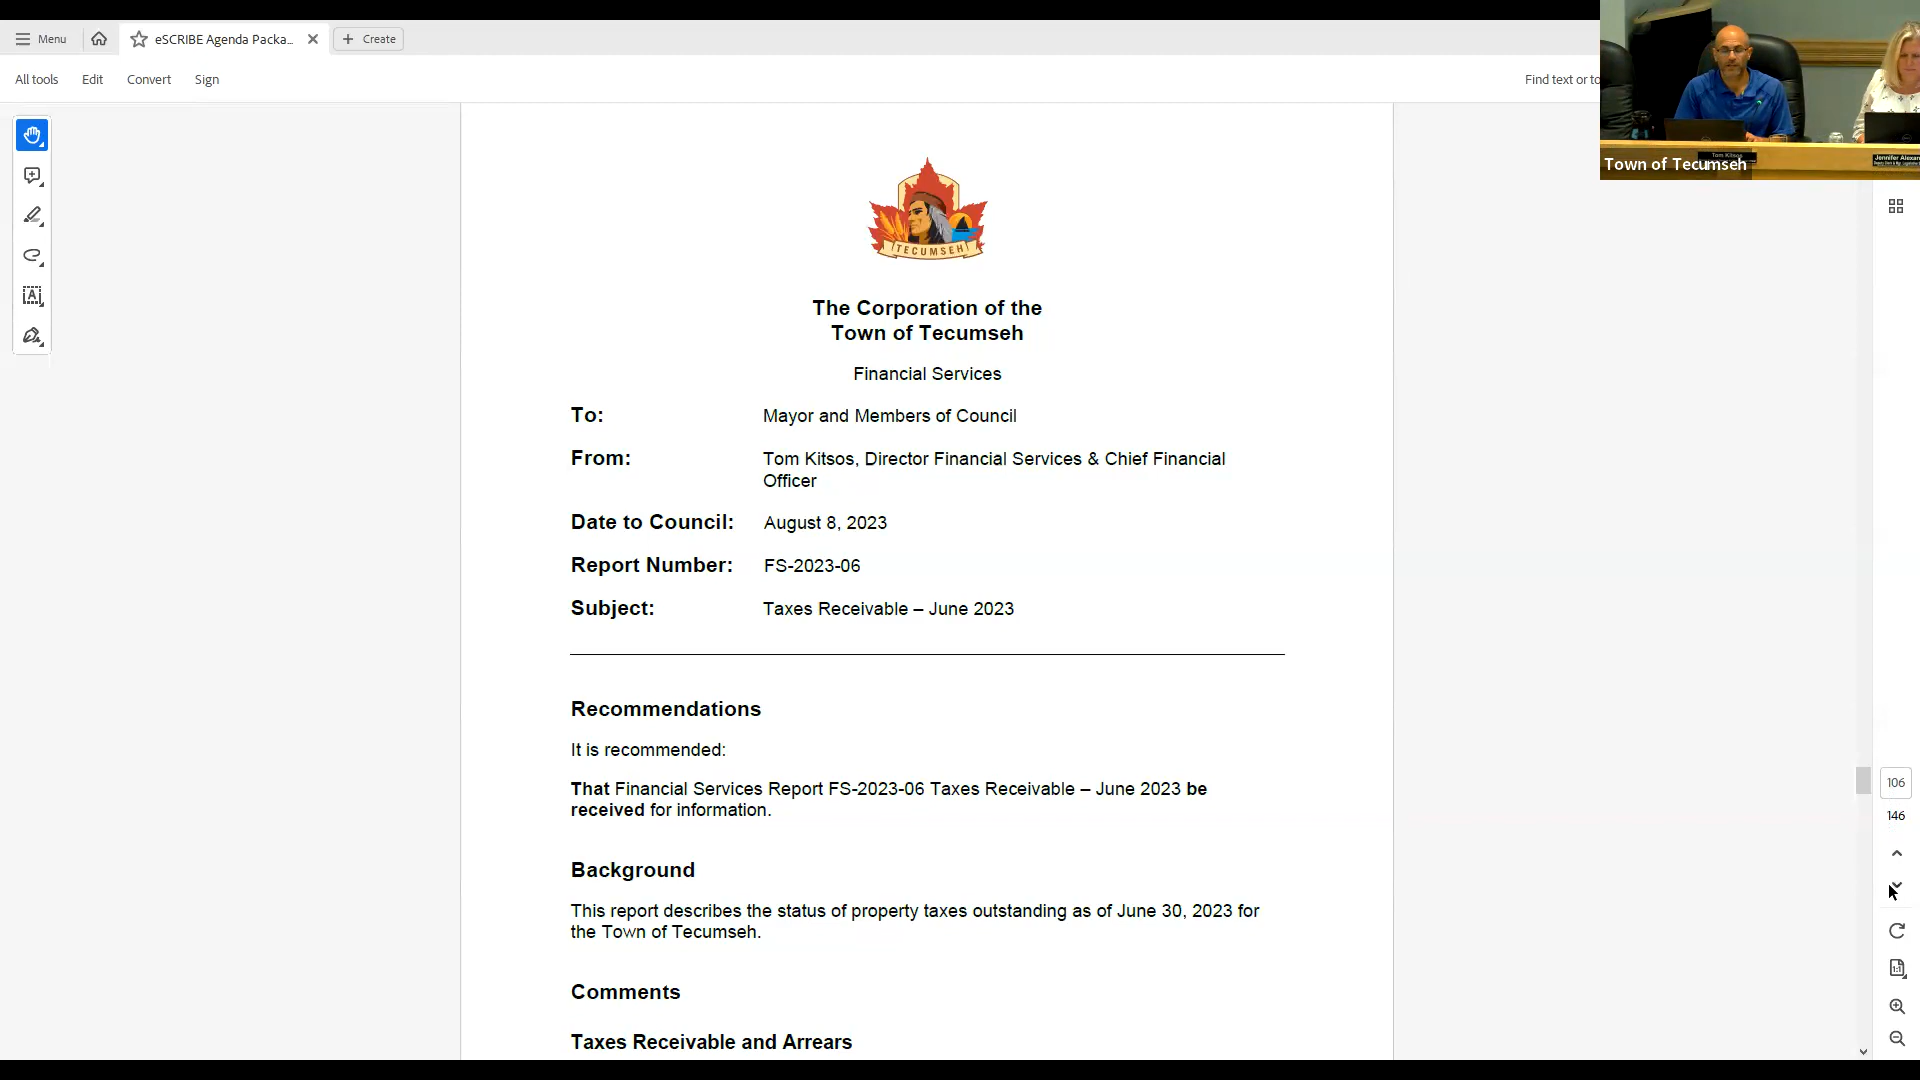 Menu
eSCRIBE Agenda Packa...
Create
All tools
Edit
Convert
Sign
Find text or to
Tom Kitsos
Jennifer Alexan
Town of Tecumseh
TECUMSEH
The Corporation of the
Town of Tecumseh
Financial Services
To: Mayor and Members of Council
From: Tom Kitsos, Director Financial Services & Chief Financial
Officer
Date to Council: August 8, 2023
Report Number: FS-2023-06
Subject: Taxes Receivable – June 2023
Recommendations
It is recommended:
That Financial Services Report FS-2023-06 Taxes Receivable – June 2023 be
received for information.
Background
This report describes the status of property taxes outstanding as of June 30, 2023 for
the Town of Tecumseh.
Comments
Taxes Receivable and Arrears
106
146